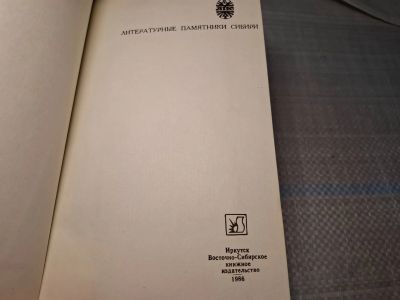 ЛИТЕРАТУРНЫЕ ПАМЯТНИКИ СИБИРИ
Иркутск
Восточно-Сибирское
книжное
издательство
1986